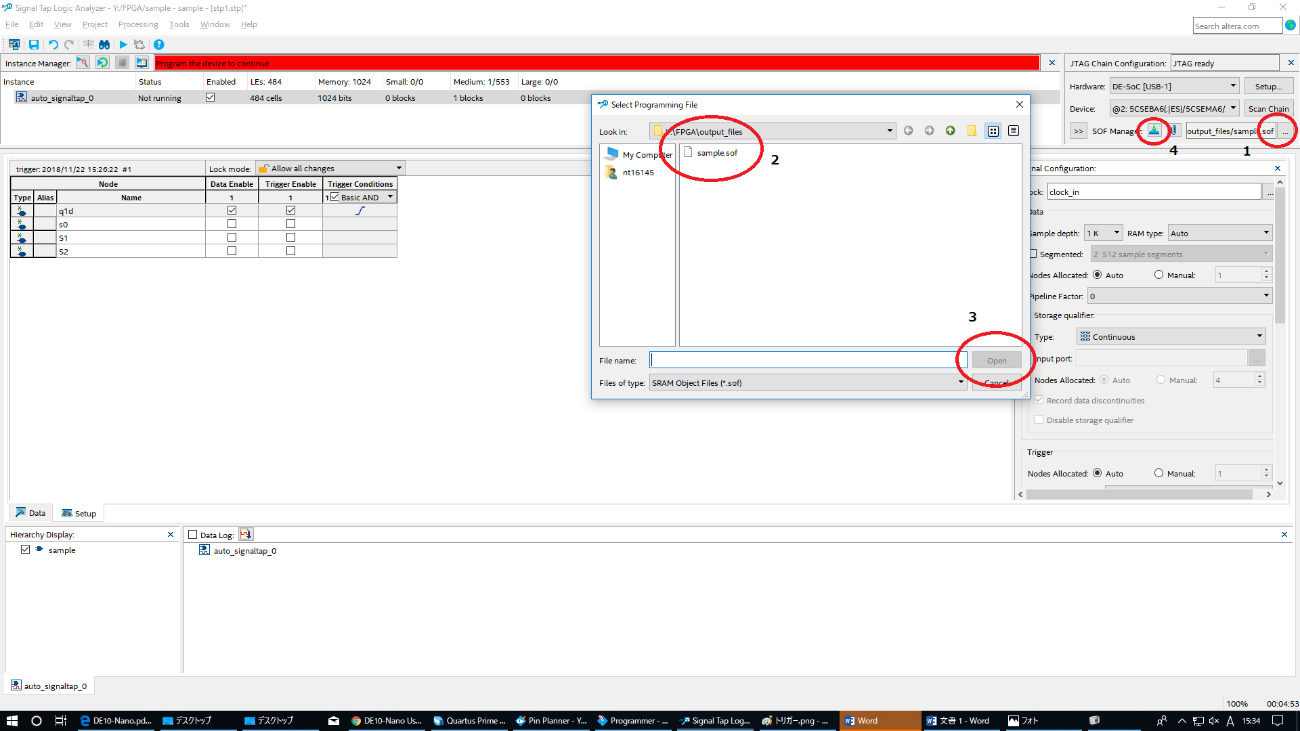 Signal Tap Logic Analyzer - Y:/FPGA/sample - sample - [stp1.stp]*
File Edit View Project Processing Tools Window Help
Search altera.com
Instance Manager: Program the device to continue
Instance Status Enabled LEs: 484 Memory: 1024 Small: 0/0 Medium: 1/553 Large: 0/0
auto_signaltap_0 Not running 484 cells 1024 bits 0 blocks 1 blocks 0 blocks
JTAG Chain Configuration: JTAG ready
Hardware: DE-SoC [USB-1] Setup...
Device: @2: 5CSEBA6(.|ES)/5CSEMA6/. Scan Chain
>> SOF Manager: output_files/sample.sof ...
4 1
Select Programming File
Look in: Y:\FPGA\output_files
My Computer
nt16145
sample.sof
2
3
File name: Open
Files of type: SRAM Object Files (*.sof) Cancel
trigger: 2018/11/22 15:26:22 #1 Lock mode: Allow all changes
Node Data Enable Trigger Enable Trigger Conditions
Type Alias Name 1 1 1 Basic AND
q1d
s0
S1
S2
Data Setup
nal Configuration:
ock: clock_in ...
Data
Sample depth: 1 K RAM type: Auto
Segmented: 2 512 sample segments
Nodes Allocated: Auto Manual: 1
Pipeline Factor: 0
Storage qualifier:
Type: Continuous
Input port: ...
Nodes Allocated: Auto Manual: 4
Record data discontinuities
Disable storage qualifier
Trigger
Nodes Allocated: Auto Manual: 1
Hierarchy Display:
sample
Data Log:
auto_signaltap_0
auto_signaltap_0
100% 00:04:53
DE10-Nano.pd... デスクトップ デスクトップ DE10-Nano Us... Quartus Prime ... Pin Planner - Y... Programmer - ... Signal Tap Log... トリガー.png - ... Word 文書 1 - Word フォト A 15:34